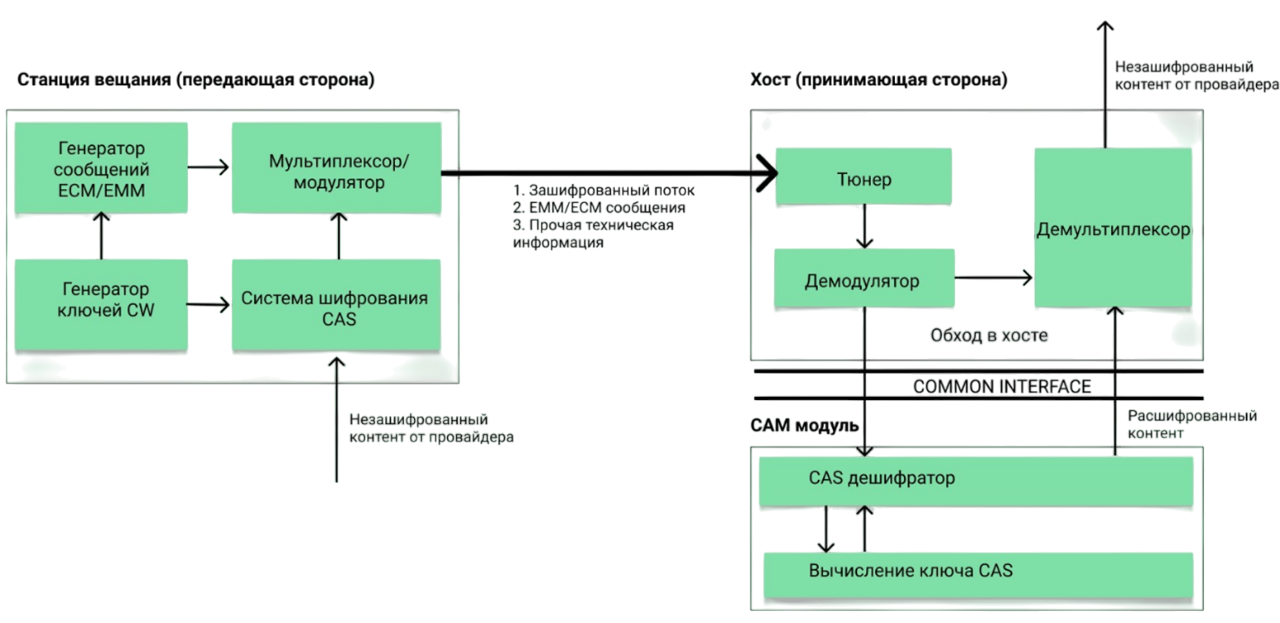 Станция вещания (передающая сторона)
Генератор
сообщений
ECM/EMM
Мультиплексор/
модулятор
Генератор
ключей CW
Система шифрования
CAS
Незашифрованный
контент от провайдера
1. Зашифрованный поток
2. EMM/ECM сообщения
3. Прочая техническая
информация
Хост (принимающая сторона)
Незашифрованный
контент от провайдера
Тюнер
Демультиплексор
Демодулятор
Обход в хосте
COMMON INTERFACE
CAM модуль
Расшифрованный
контент
CAS дешифратор
Вычисление ключа CAS